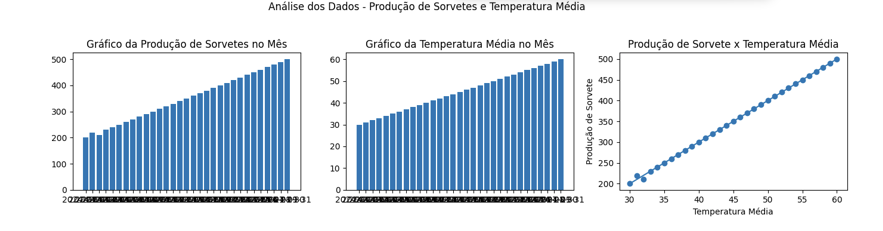 Análise dos Dados - Produção de Sorvetes e Temperatura Média
Gráfico da Produção de Sorvetes no Mês
500
400
300
200
100
0
Gráfico da Temperatura Média no Mês
60
50
40
30
20
10
0
Produção de Sorvete x Temperatura Média
Produção de Sorvete
500
450
400
350
300
250
200
30 35 40 45 50 55 60
Temperatura Média